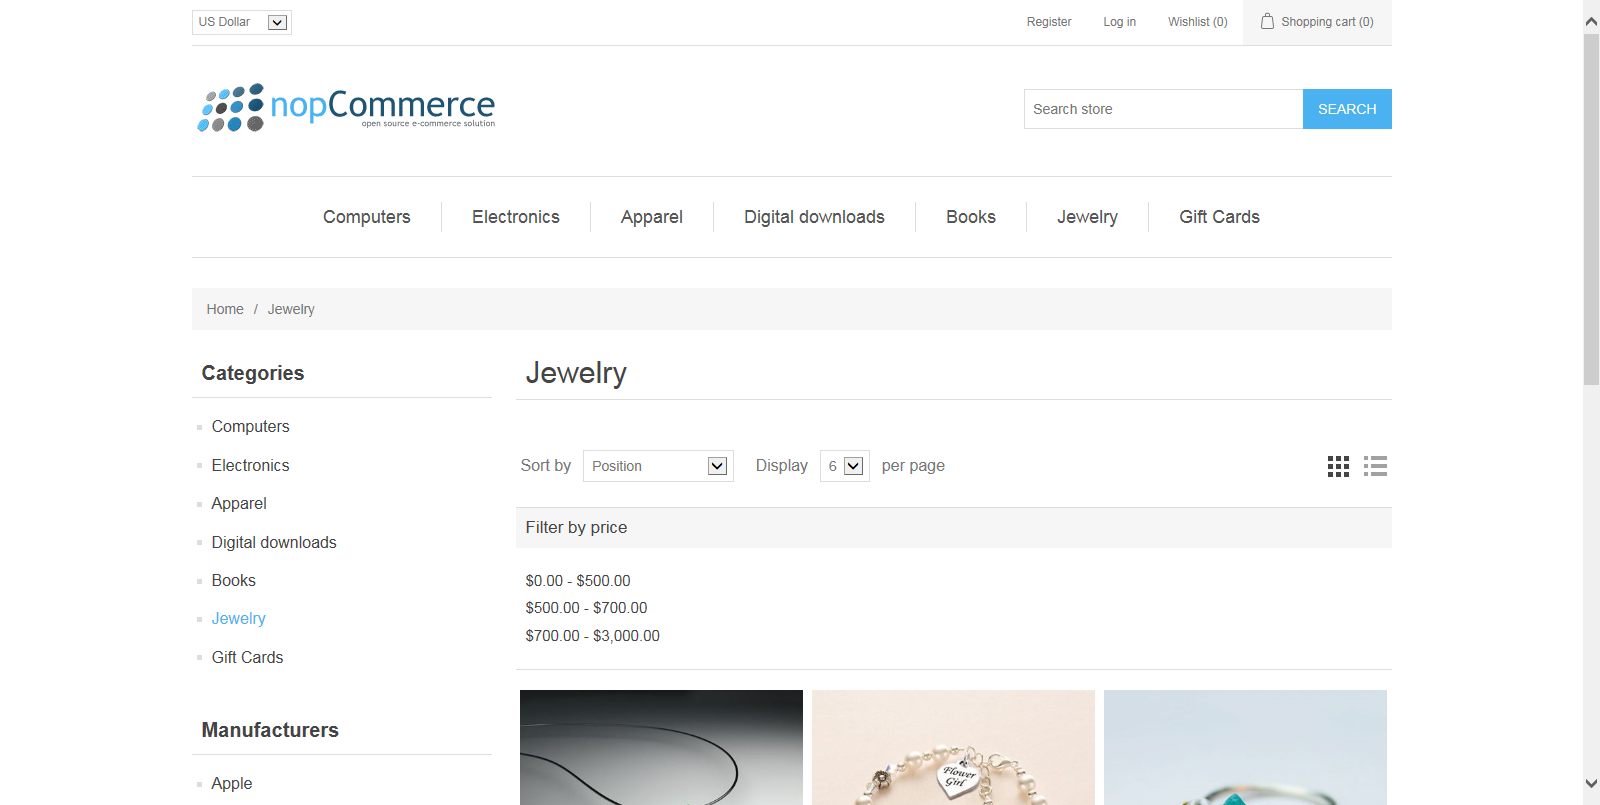 US Dollar
Register Log in Wishlist (0) Shopping cart (0)
nopCommerce
open source e-commerce solution
Search store SEARCH
Computers Electronics Apparel Digital downloads Books Jewelry Gift Cards
Home / Jewelry
Categories
Computers
Electronics
Apparel
Digital downloads
Books
Jewelry
Gift Cards
Manufacturers
Apple
Jewelry
Sort by Position Display 6 per page
Filter by price
$0.00 - $500.00
$500.00 - $700.00
$700.00 - $3,000.00
Flower
Girl